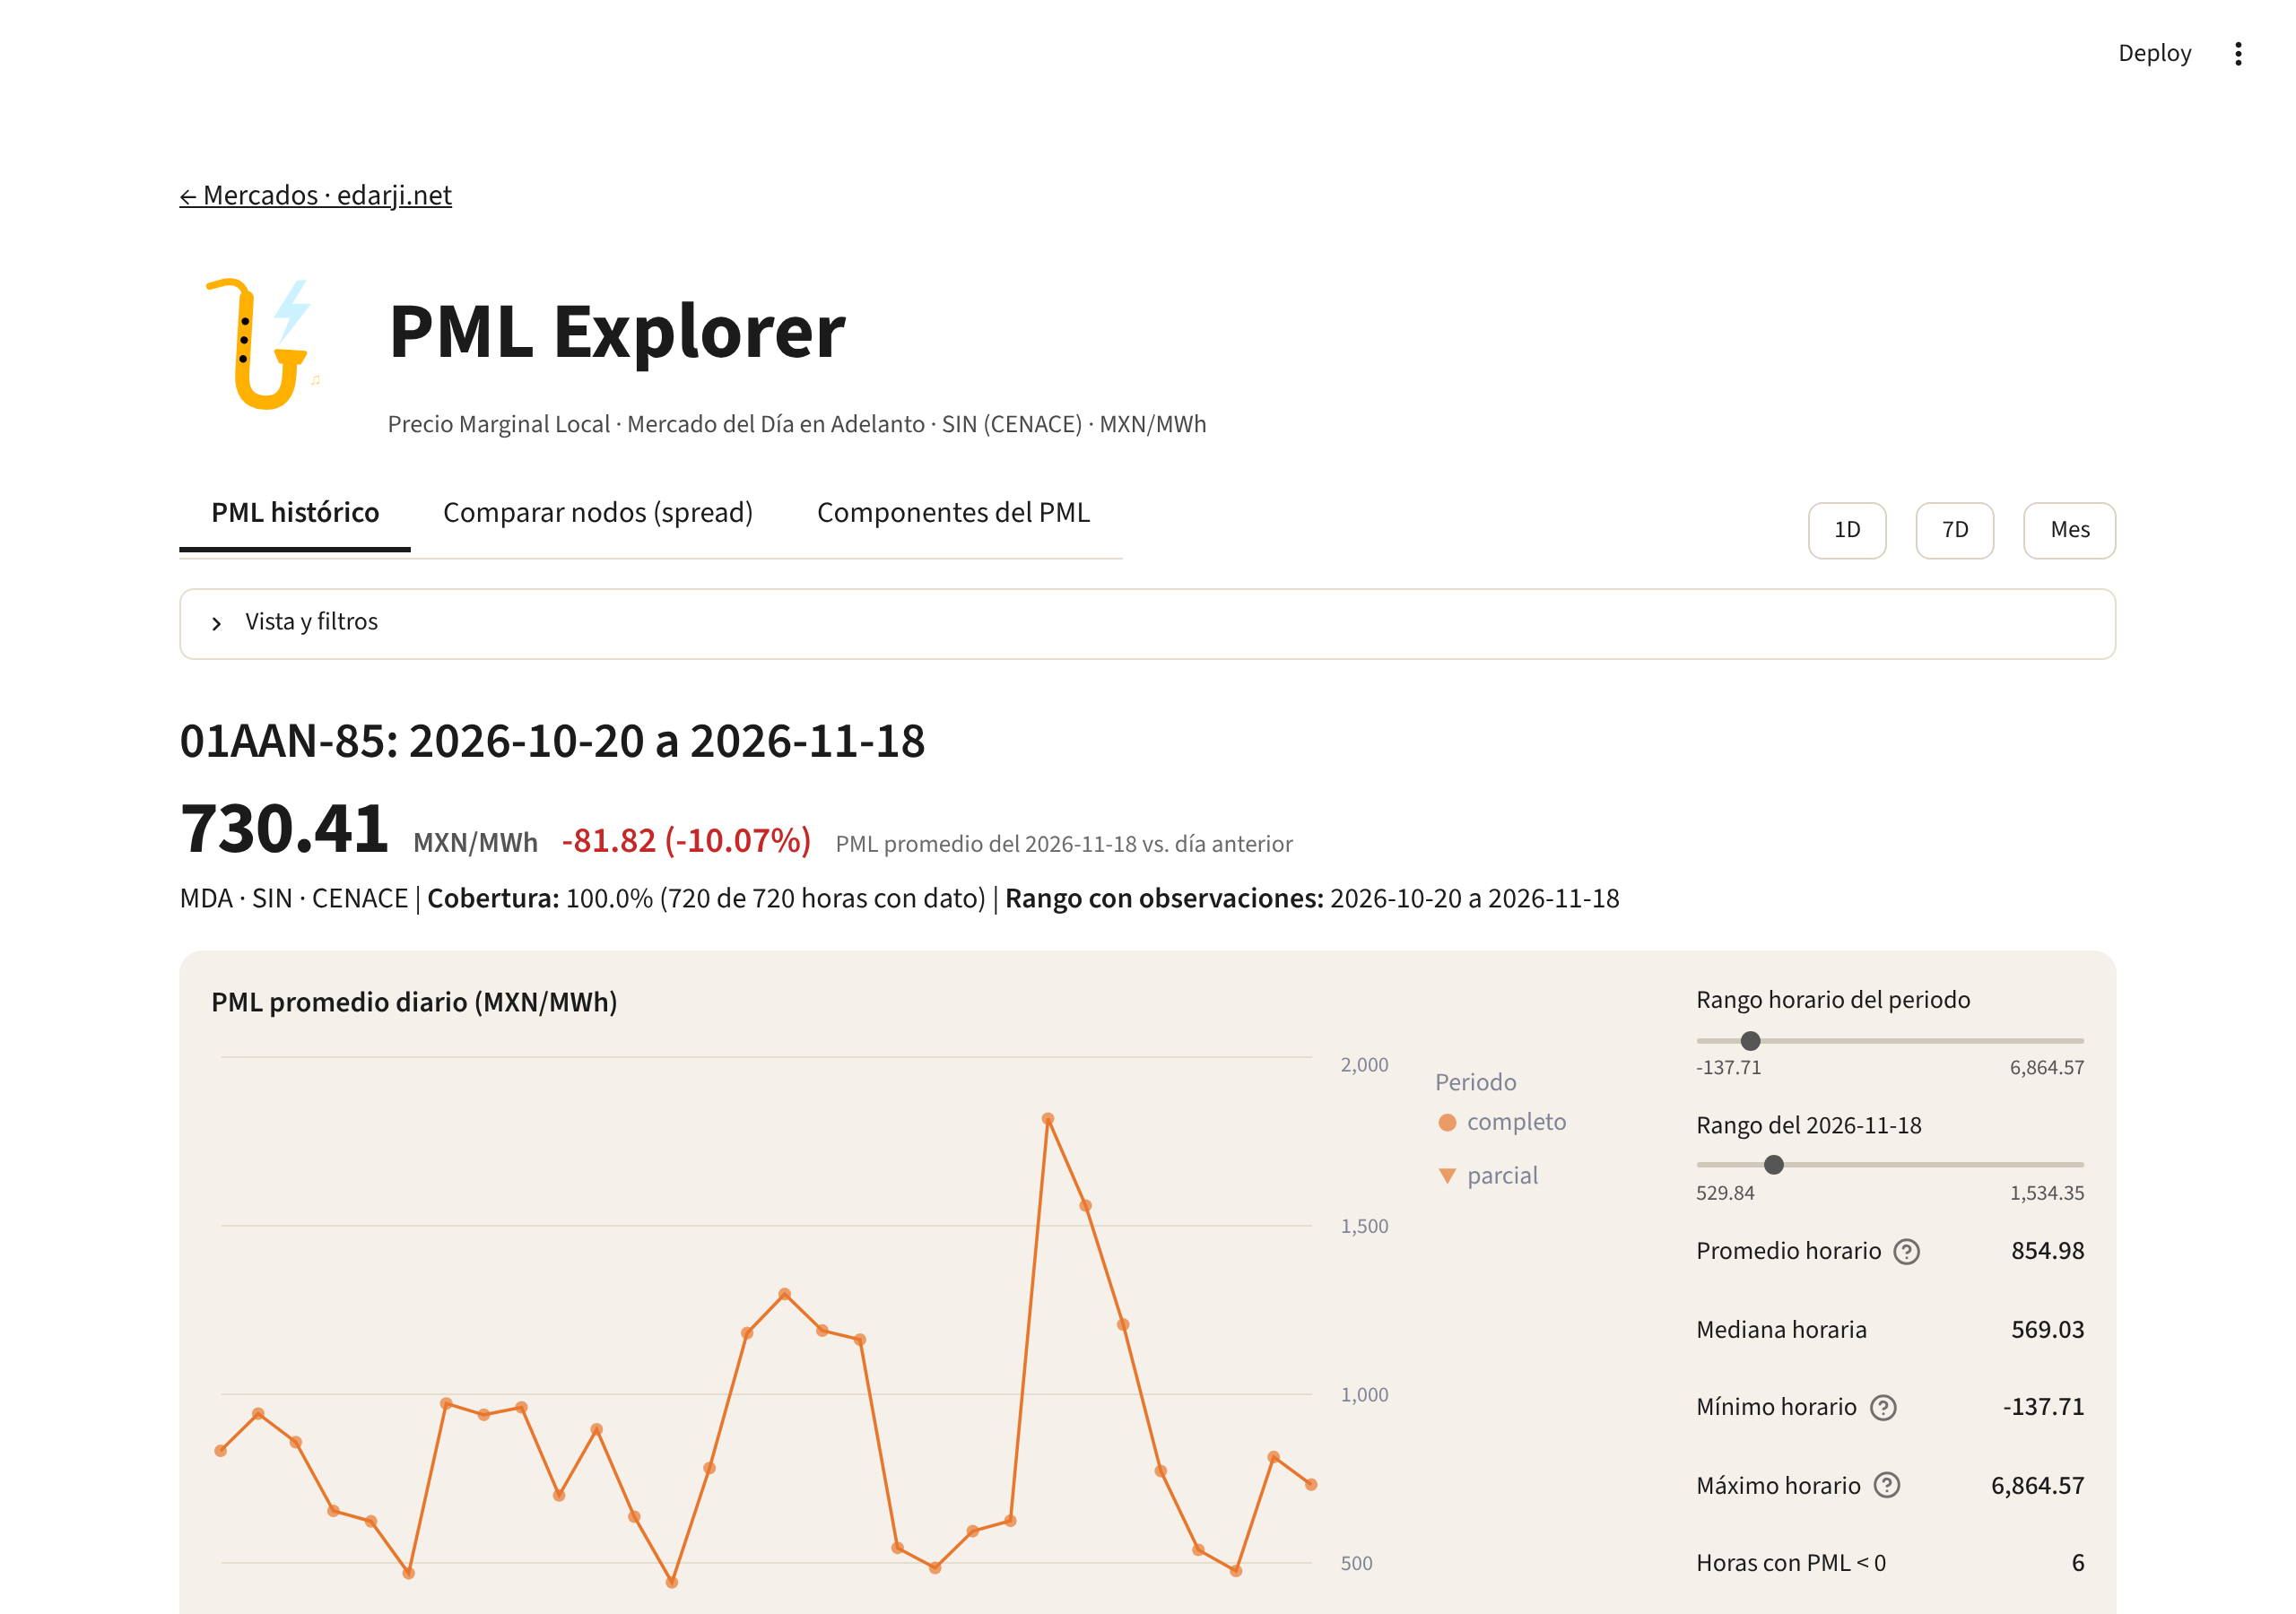 Deploy
← Mercados · edarji.net
PML Explorer
Precio Marginal Local · Mercado del Día en Adelanto · SIN (CENACE) · MXN/MWh
PML histórico
Comparar nodos (spread)
Componentes del PML
1D
7D
Mes
Vista y filtros
01AAN-85: 2026-10-20 a 2026-11-18
730.41 MXN/MWh -81.82 (-10.07%) PML promedio del 2026-11-18 vs. día anterior
MDA · SIN · CENACE | Cobertura: 100.0% (720 de 720 horas con dato) | Rango con observaciones: 2026-10-20 a 2026-11-18
PML promedio diario (MXN/MWh)
2,000
1,500
1,000
500
Periodo
completo
parcial
Rango horario del periodo
-137.71 6,864.57
Rango del 2026-11-18
529.84 1,534.35
Promedio horario 854.98
Mediana horaria 569.03
Mínimo horario -137.71
Máximo horario 6,864.57
Horas con PML < 0 6